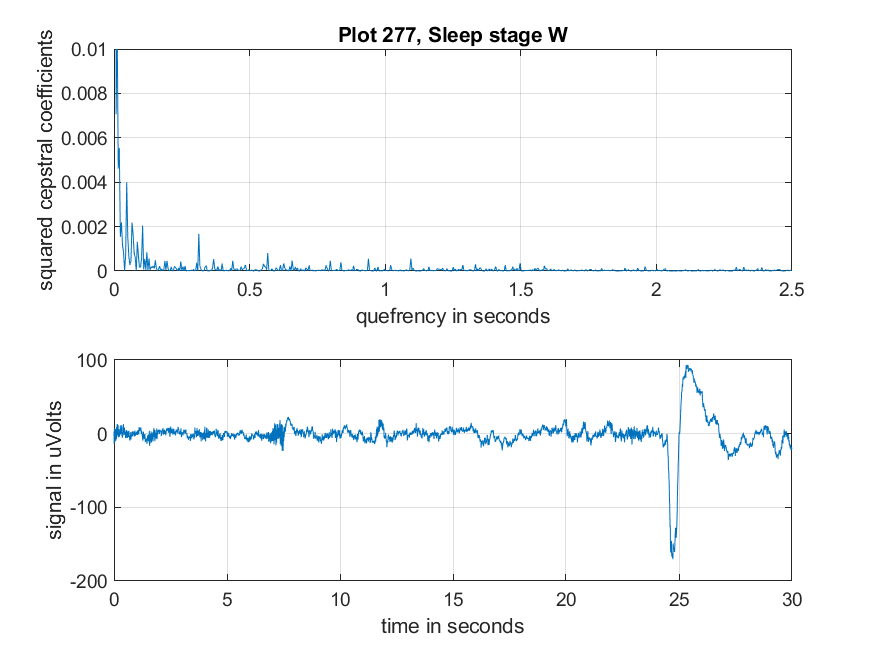 Plot 277, Sleep stage W
squared cepstral coefficients
0.01
0.008
0.006
0.004
0.002
0
0 0.5 1 1.5 2 2.5
quefrency in seconds
signal in uVolts
100
0
-100
-200
0 5 10 15 20 25 30
time in seconds